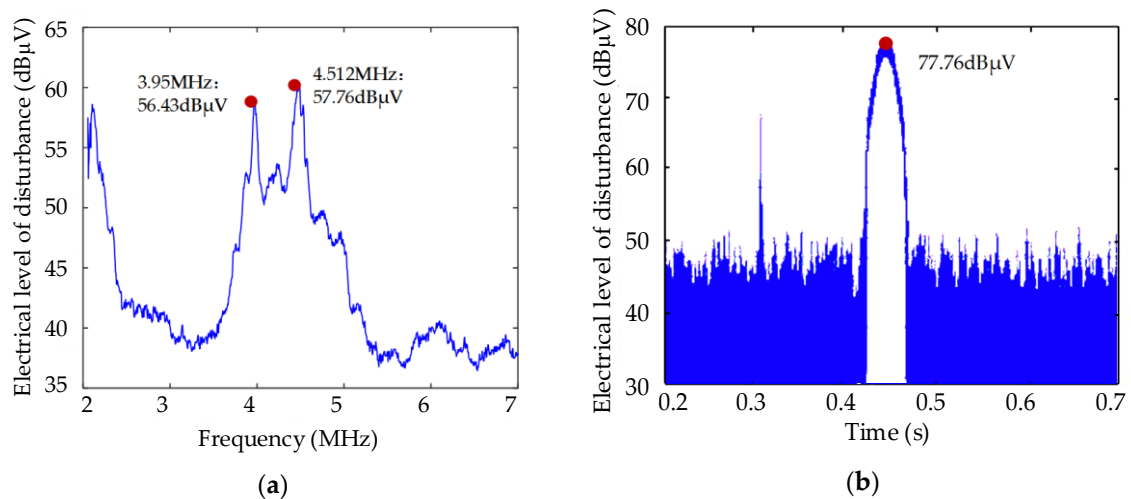 Electrical level of disturbance (dBμV)
65
60
55
50
45
40
35
3.95MHz:
56.43dBμV
4.512MHz:
57.76dBμV
2
3
4
5
6
7
Frequency (MHz)
(a)
Electrical level of disturbance (dBμV)
80
70
60
50
40
30
77.76dBμV
0.2
0.3
0.4
0.5
0.6
0.7
Time (s)
(b)